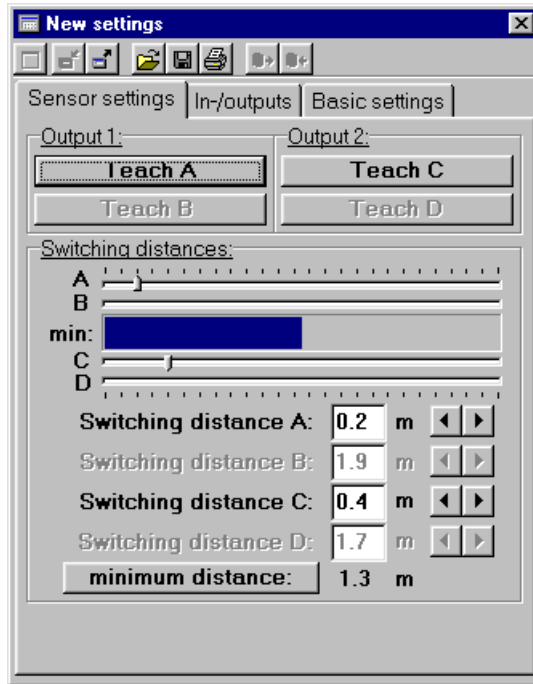 New settings
Sensor settings In-/outputs Basic settings
Output 1: Output 2:
Teach A Teach C
Teach B Teach D
Switching distances:
A
B
min:
C
D
Switching distance A: 0.2 m
Switching distance B: 1.9 m
Switching distance C: 0.4 m
Switching distance D: 1.7 m
minimum distance: 1.3 m